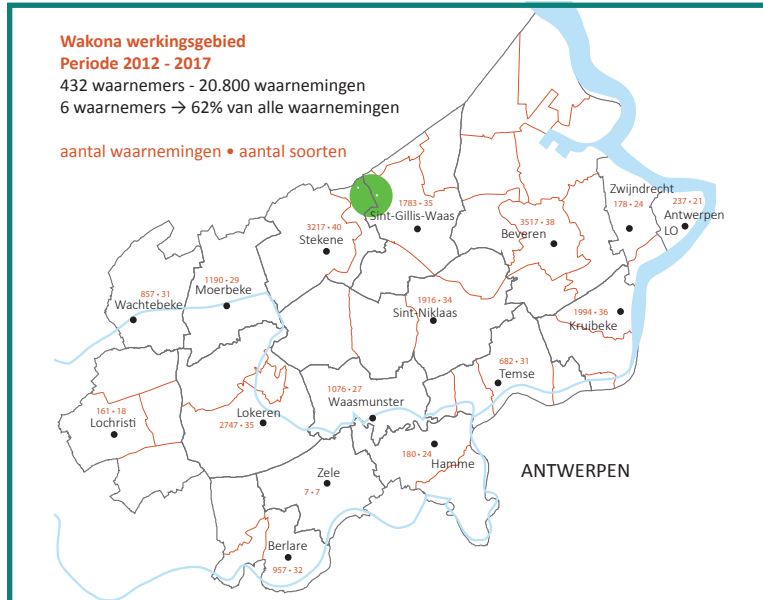 Wakona werkingsgebied
Periode 2012 - 2017
432 waarnemers - 20.800 waarnemingen
6 waarnemers → 62% van alle waarnemingen
aantal waarnemingen • aantal soorten
Zwijndrecht
178 • 24
237 • 21
Antwerpen
LO
1783 • 35
Sint-Gillis-Waas
3517 • 38
Beveren
3217 • 40
Stekene
1190 • 29
Moerbeke
857 • 31
Wachtebeke
1916 • 34
Sint-Niklaas
1994 • 36
Kruibeke
682 • 31
Temse
1076 • 27
Waasmunster
161 • 18
Lochristi
Lokeren
2747 • 35
180 • 24
Hamme
ANTWERPEN
Zele
7 • 7
Berlare
957 • 32